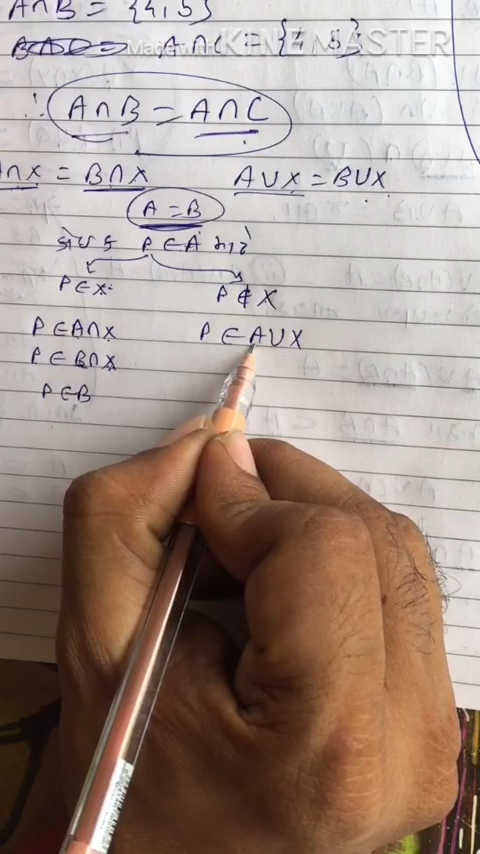 A∩B = {4,5}
A∩C = {4, 5}
Made with KINEMASTER
∴ A∩B = A∩C
A∩X = B∩X A∪X = B∪X
A = B
P ∈ A
P ∈ X P ∉ X
P ∈ A∩X P ∈ A∪X
P ∈ B∩X
P ∈ B